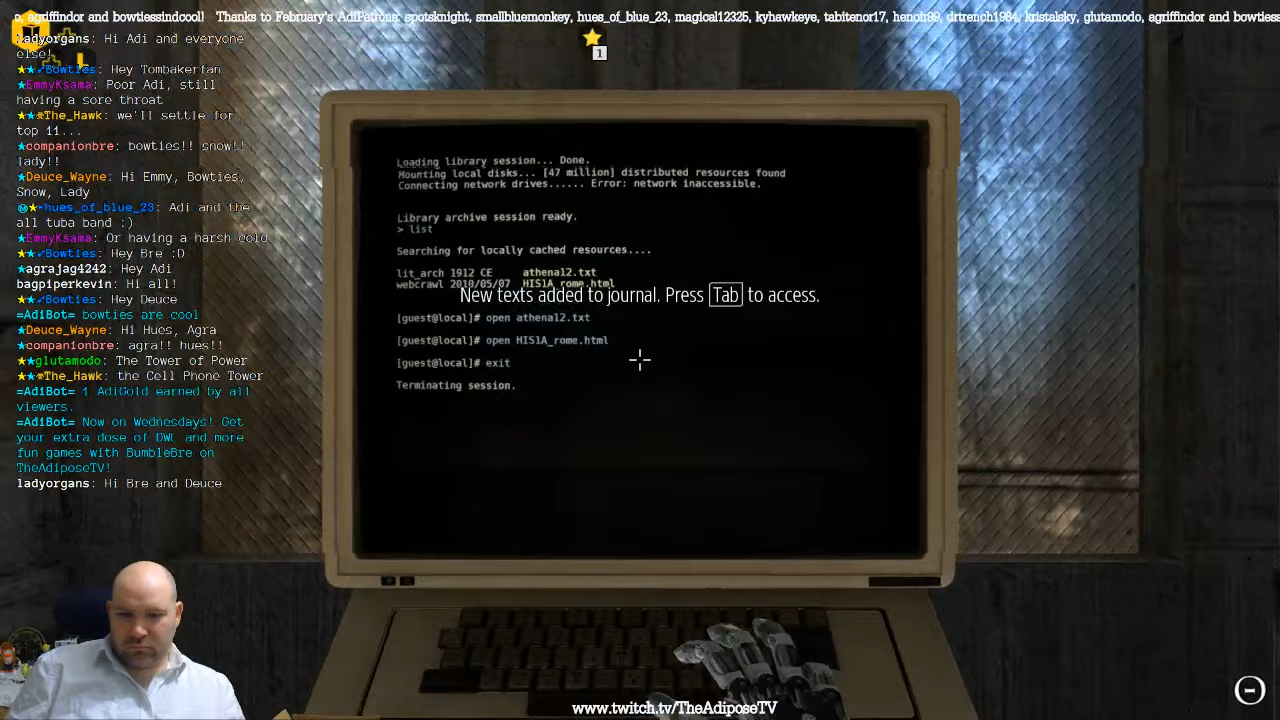 o, agriffindor and bowtiessindcool!   Thanks to February's AdiPatrons: spotsknight, smallbluemonkey, hues_of_blue_23, magical12325, kyhawkeye, tabitenor17, henoir99, drtrench1984, kristalsky, glutamodo, agriffindor and bowtiess
1
ladyorgans: Hi Adi and everyone
else!
Bowties: Hey Tombakerfan
EmmyKsama: Poor Adi, still
having a sore throat
The_Hawk: we'll settle for
top 11...
companionbre: bowties!! snow!!
lady!!
Deuce_Wayne: Hi Emmy, Bowties,
Snow, Lady
hues_of_blue_23: Adi and the
all tuba band :)
EmmyKsama: Or having a harsh cold
Bowties: Hey Bre :D
agrajag4242: Hey Adi
bagpiperkevin: Hi all!
Bowties: Hey Deuce
=AdiBot= bowties are cool
Deuce_Wayne: Hi Hues, Agra
companionbre: agra!! hues!!
glutamodo: The Tower of Power
The_Hawk: the Cell Phone Tower
=AdiBot= 1 AdiGold earned by all
viewers.
=AdiBot= Now on Wednesdays! Get
your extra dose of DWL and more
fun games with BumbleBre on
TheAdiposeTV!
ladyorgans: Hi Bre and Deuce
Loading library session... Done.
Mounting local disks... [47 million] distributed resources found
Connecting network drives...... Error: network inaccessible.
Library archive session ready.
> list
Searching for locally cached resources....
lit_arch 1912 CE athena12.txt
webcrawl 2010/05/07 HIS1A_rome.html
New texts added to journal. Press Tab to access.
[guest@local]# open athena12.txt
[guest@local]# open HIS1A_rome.html
[guest@local]# exit
Terminating session.
www.twitch.tv/TheAdiposeTV